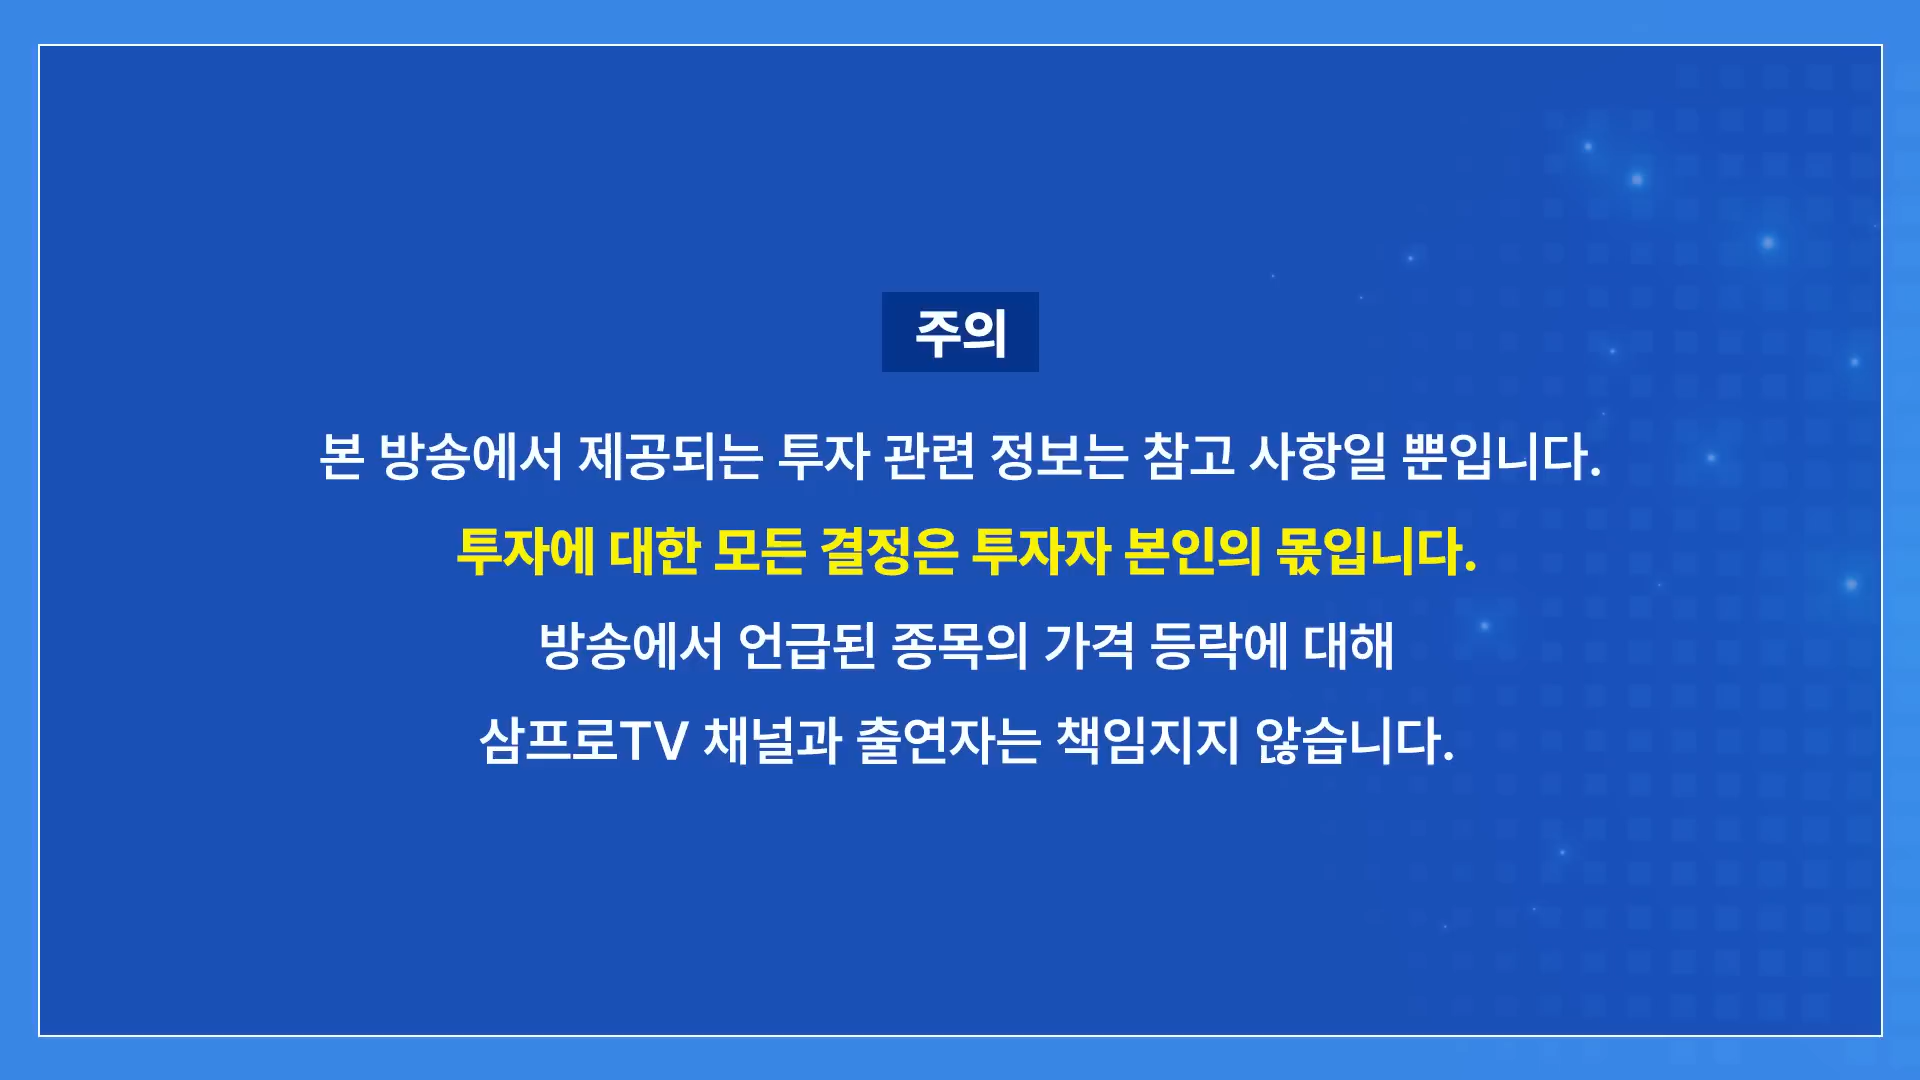 주의
본 방송에서 제공되는 투자 관련 정보는 참고 사항일 뿐입니다.
투자에 대한 모든 결정은 투자자 본인의 몫입니다.
방송에서 언급된 종목의 가격 등락에 대해
삼프로TV 채널과 출연자는 책임지지 않습니다.